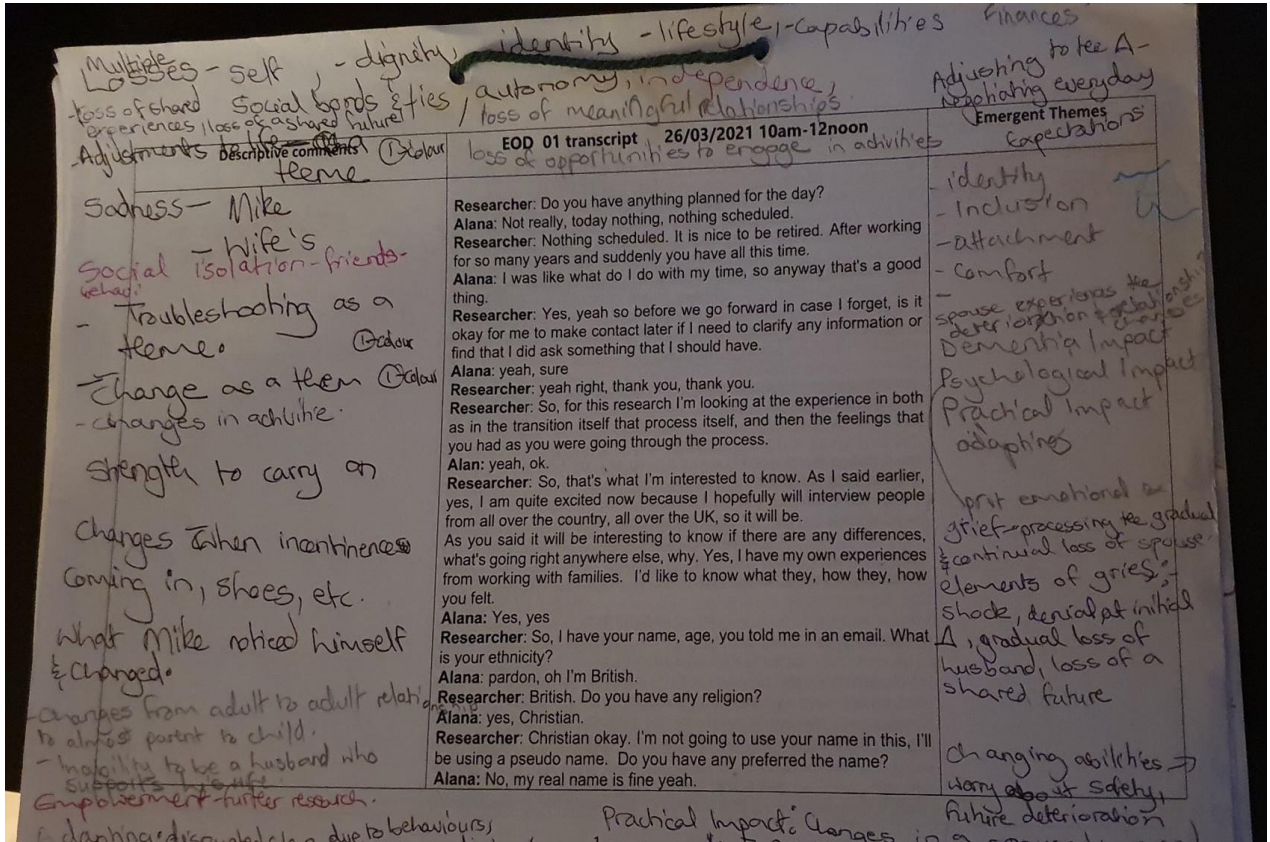 Multiple
Losses - self, - dignity, identity - lifestyle, - capabilities Finances
- loss of shared Social bonds & ties, autonomy, independence,
experiences, loss of a shared future loss of meaningful relationships
Adjusting to the Δ -
Negotiating everyday
Expectations
- Adjustments to life
Descriptive comments
① colour
theme
EOD 01 transcript 26/03/2021 10am-12noon
loss of opportunities to engage in activities
Emergent Themes
Sadness - Mike
- Wife's
Social isolation - friends -
behav.
- Troubleshooting as a
theme.
① colour
- Change as a them ① colour
- changes in activitie.
Strength to carry on
Changes when incontinence
Coming in, shoes, etc.
What Mike noticed himself
& changed.
- changes from adult to adult relationship
to almost parent to child.
- Inability to be a husband who
supports his wife
Empowerment - further research.
Researcher: Do you have anything planned for the day?
Alana: Not really, today nothing, nothing scheduled.
Researcher: Nothing scheduled. It is nice to be retired. After working
for so many years and suddenly you have all this time.
Alana: I was like what do I do with my time, so anyway that's a good
thing.
Researcher: Yes, yeah so before we go forward in case I forget, is it
okay for me to make contact later if I need to clarify any information or
find that I did ask something that I should have.
Alana: yeah, sure
Researcher: yeah right, thank you, thank you.
Researcher: So, for this research I'm looking at the experience in both
as in the transition itself that process itself, and then the feelings that
you had as you were going through the process.
Alan: yeah, ok.
Researcher: So, that's what I'm interested to know. As I said earlier,
yes, I am quite excited now because I hopefully will interview people
from all over the country, all over the UK, so it will be.
As you said it will be interesting to know if there are any differences,
what's going right anywhere else, why. Yes, I have my own experiences
from working with families. I'd like to know what they, how they, how
you felt.
Alana: Yes, yes
Researcher: So, I have your name, age, you told me in an email. What
is your ethnicity?
Alana: pardon, oh I'm British.
Researcher: British. Do you have any religion?
Alana: yes, Christian.
Researcher: Christian okay. I'm not going to use your name in this, I'll
be using a pseudo name. Do you have any preferred the name?
Alana: No, my real name is fine yeah.
- identity
- Inclusion
- attachment
- Comfort
-
spouse experiences the
deterioration & relationship
changes
Dementia Impact
Psychological Impact
Practical Impact
emotional
grief - processing the gradual
& continual loss of spouse.
elements of grief; -
shock, denial at initial
Δ, gradual loss of
husband, loss of a
shared future
Changing abilities →
worry about safety,
future deterioration
due to behaviours,
Practical Impact: Changes in a